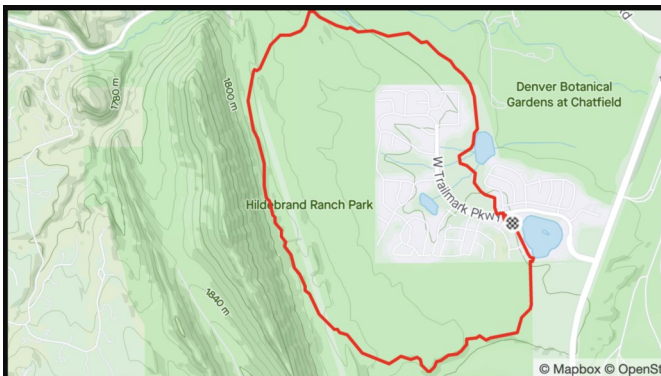 1780 m
1800 m
Denver Botanical
Gardens at Chatfield
W Trailmark Pkwy
Hildebrand Ranch Park
1840 m
© Mapbox © OpenSt